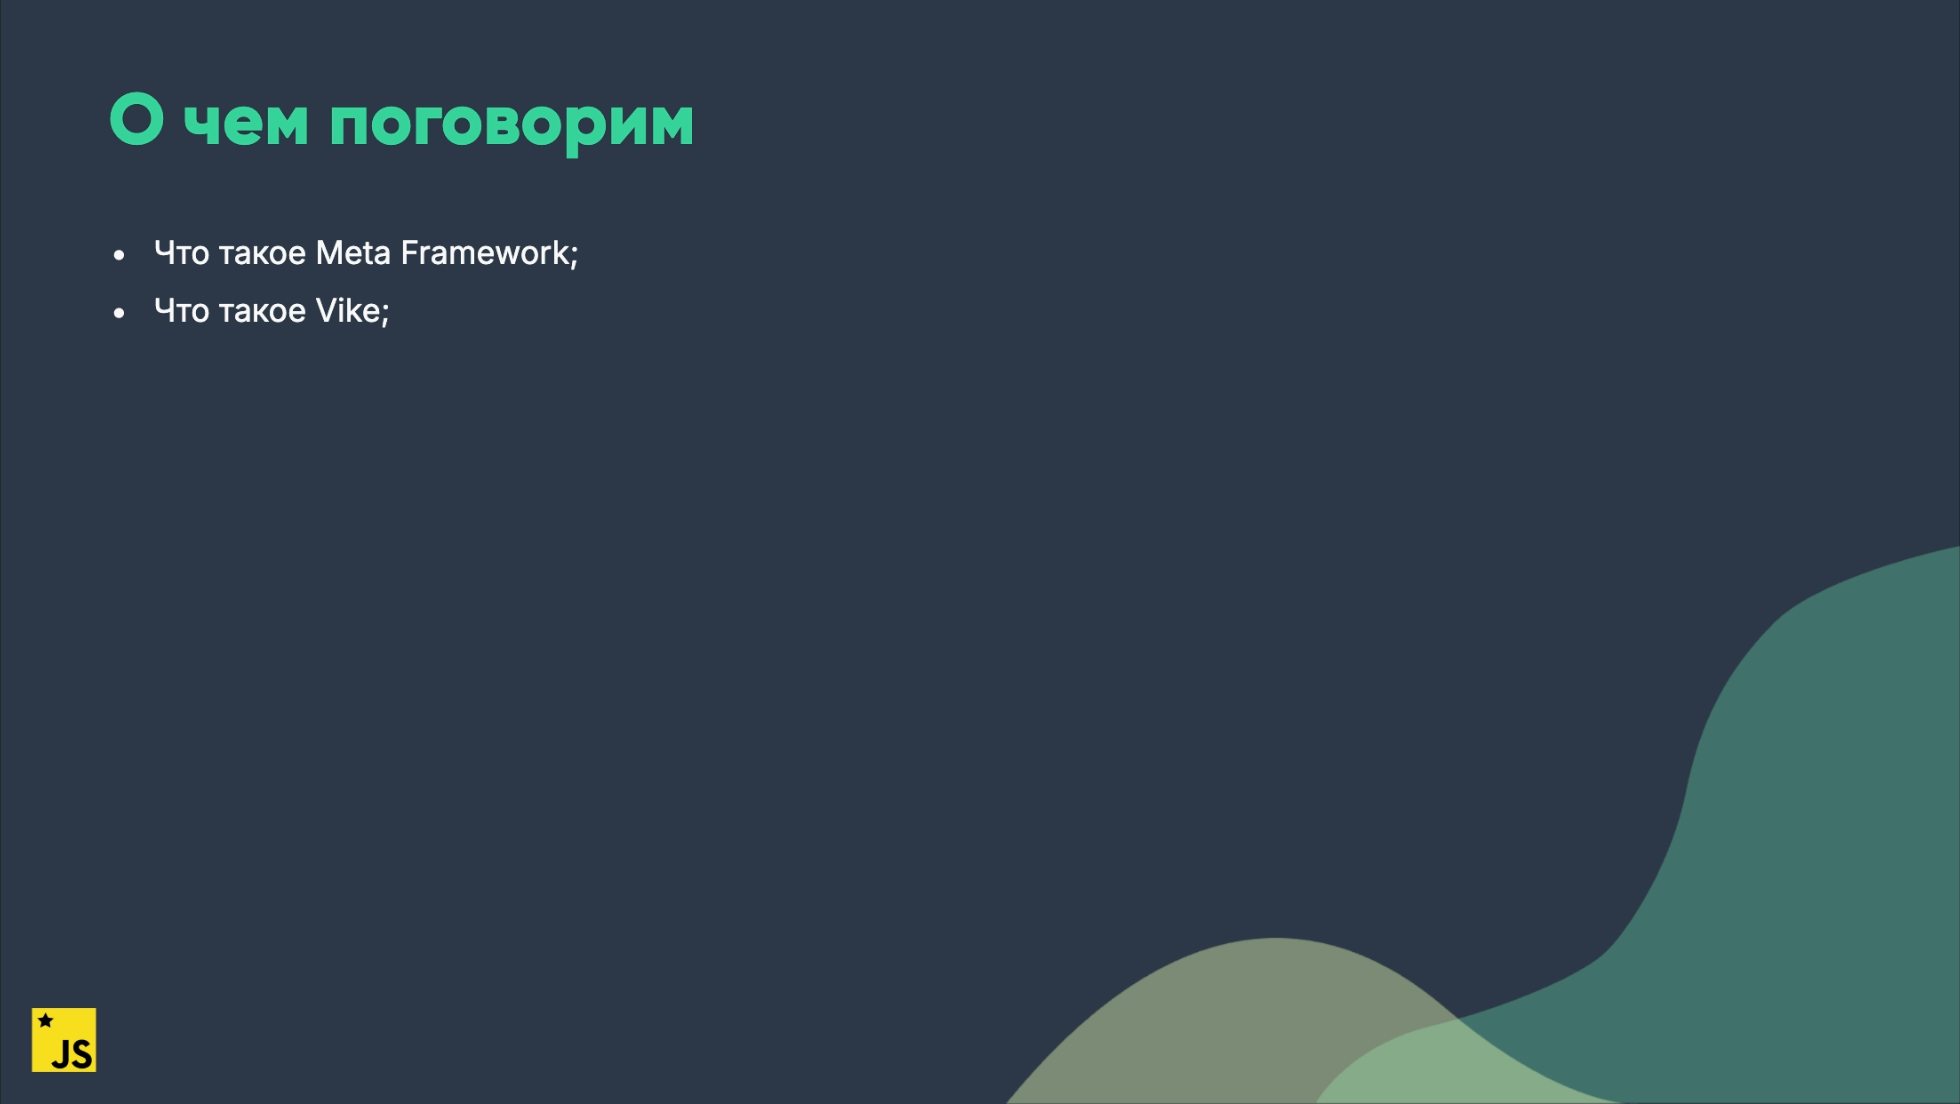 О чем поговорим
• Что такое Meta Framework;
• Что такое Vike;
JS